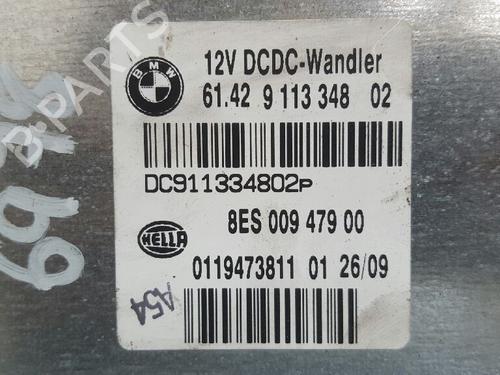 BMW
12V DCDC-Wandler
61.42 9 113 348 02
DC911334802P
HELLA
8ES 009 479 00
0119473811 01 26/09
A54
B-Parts